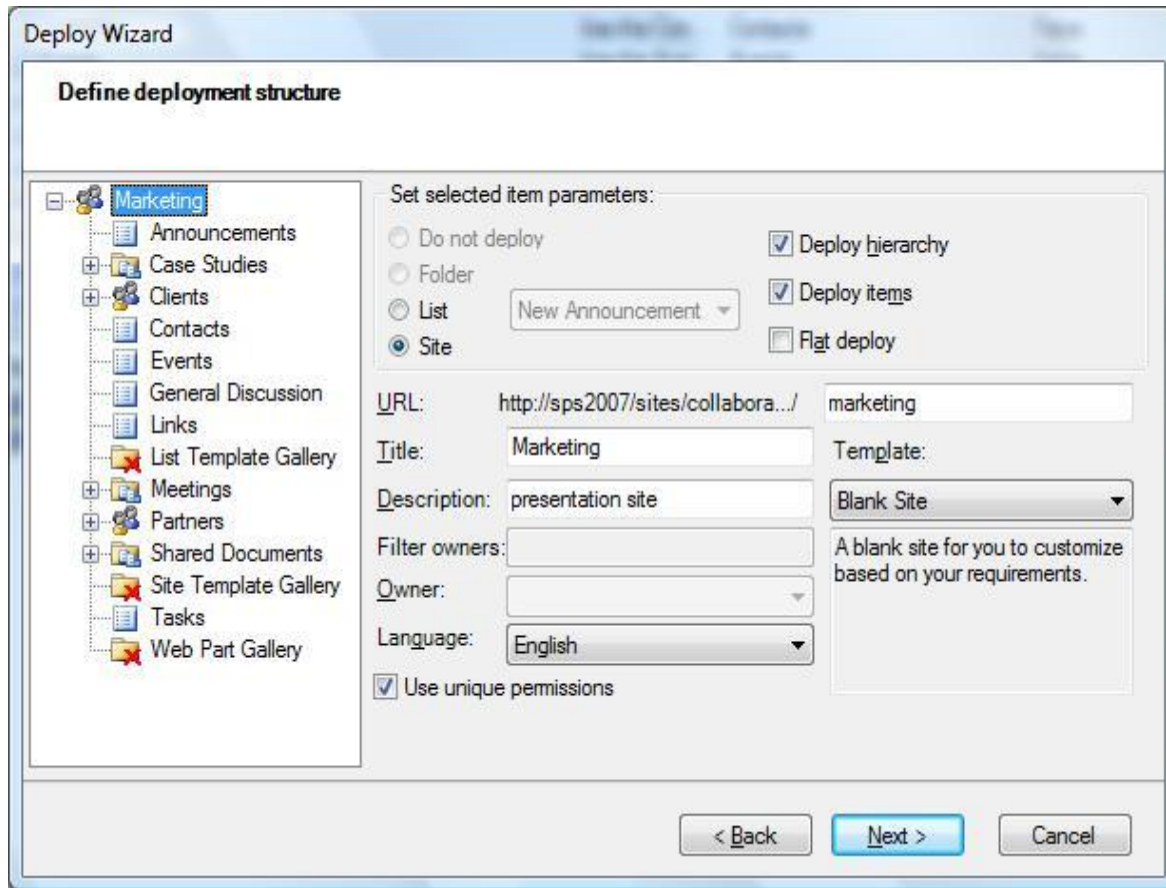 Deploy Wizard
Define deployment structure
Marketing
Announcements
Case Studies
Clients
Contacts
Events
General Discussion
Links
List Template Gallery
Meetings
Partners
Shared Documents
Site Template Gallery
Tasks
Web Part Gallery
Set selected item parameters:
Do not deploy
Folder
List New Announcement
Site
Deploy hierarchy
Deploy items
Flat deploy
URL: http://sps2007/sites/collabora.../ marketing
Title: Marketing
Template:
Description: presentation site
Blank Site
Filter owners:
A blank site for you to customize
based on your requirements.
Owner:
Language: English
Use unique permissions
< Back Next > Cancel